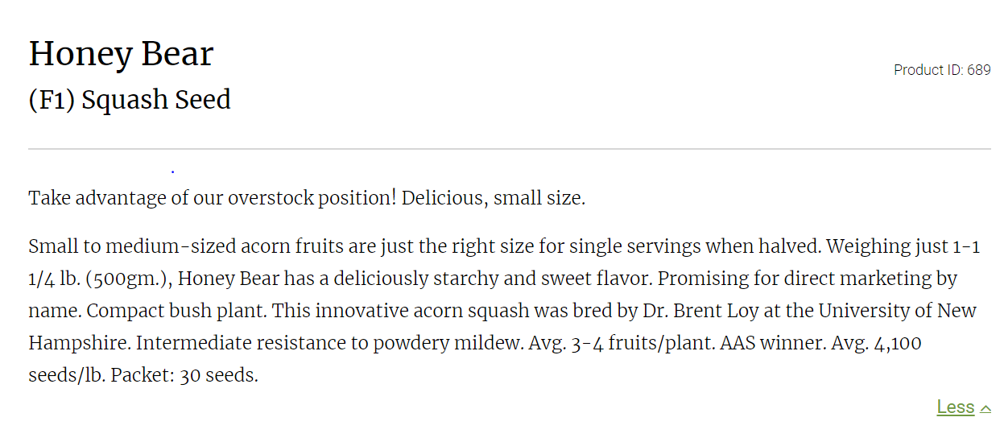 Honey Bear
Product ID: 689
(F1) Squash Seed
Take advantage of our overstock position! Delicious, small size.
Small to medium-sized acorn fruits are just the right size for single servings when halved. Weighing just 1-1
1/4 lb. (500gm.), Honey Bear has a deliciously starchy and sweet flavor. Promising for direct marketing by
name. Compact bush plant. This innovative acorn squash was bred by Dr. Brent Loy at the University of New
Hampshire. Intermediate resistance to powdery mildew. Avg. 3-4 fruits/plant. AAS winner. Avg. 4,100
seeds/lb. Packet: 30 seeds.
Less